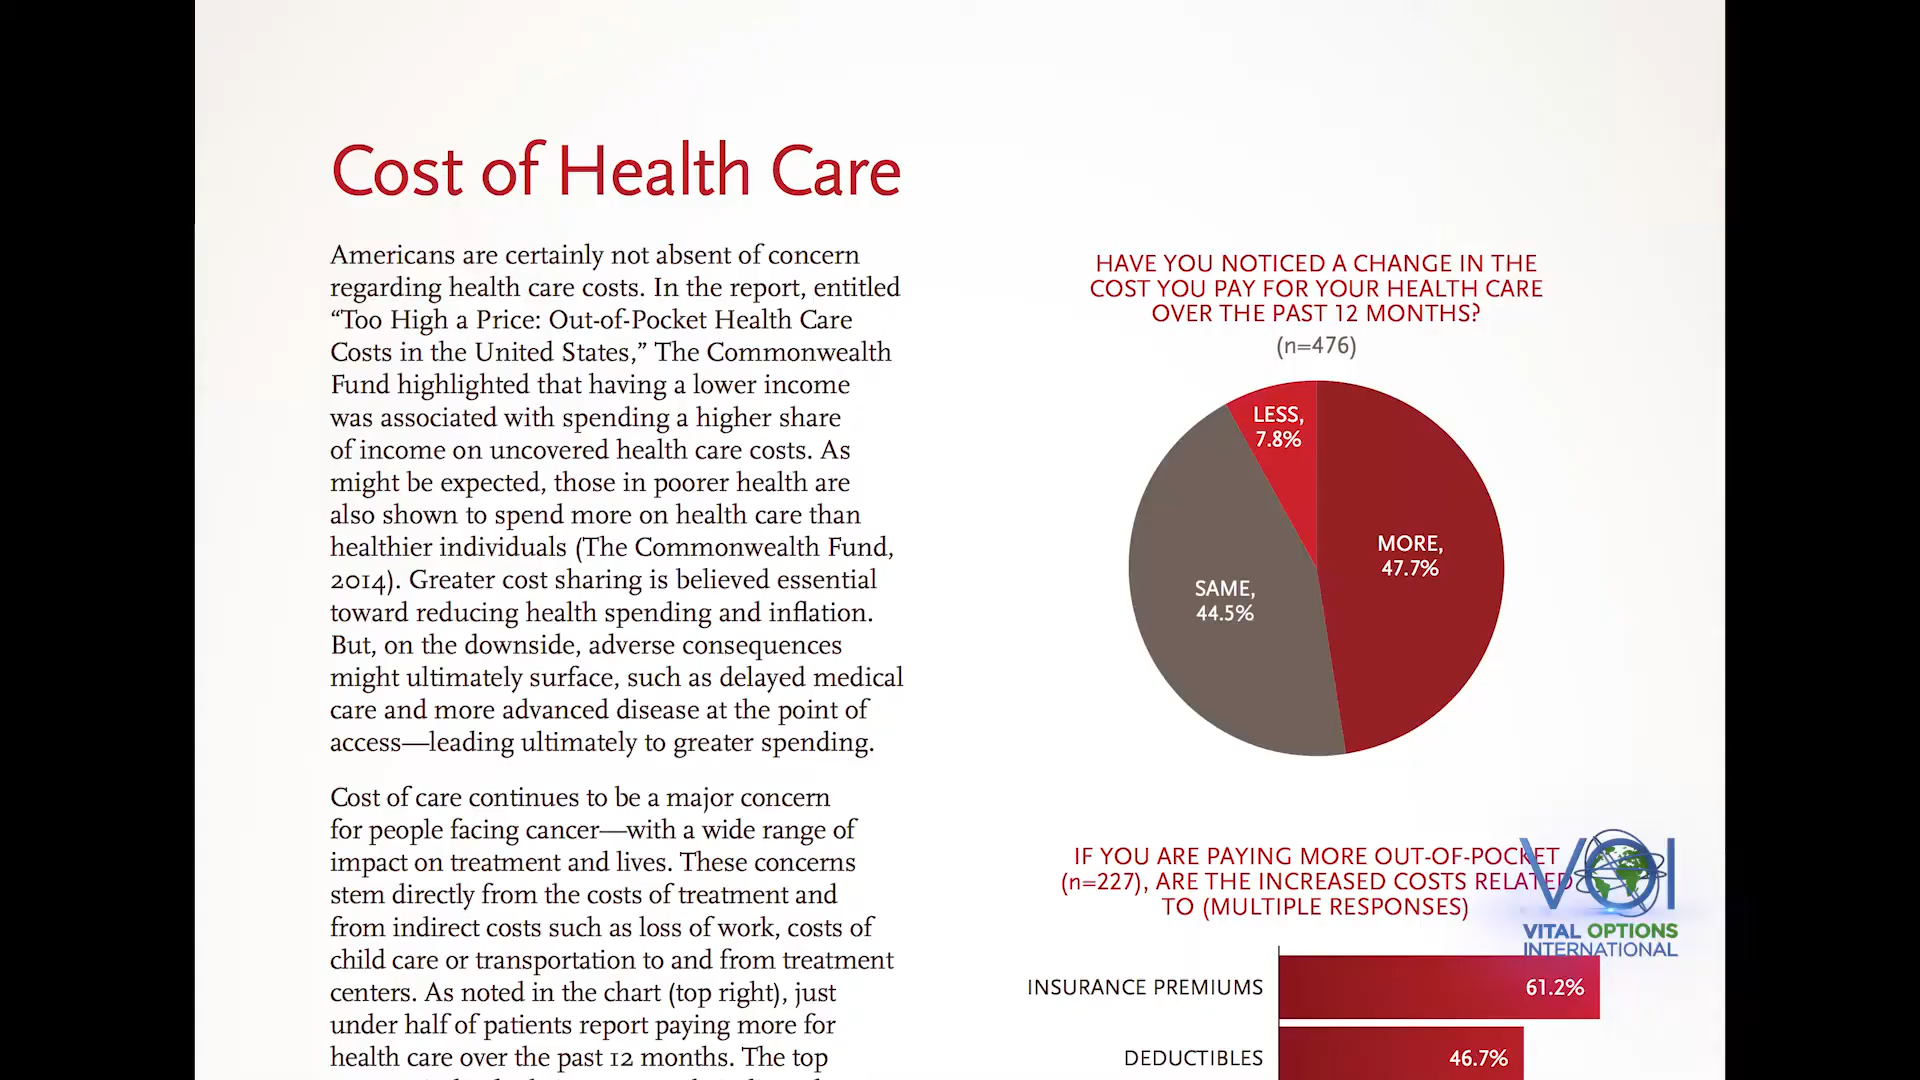 Cost of Health Care
Americans are certainly not absent of concern
regarding health care costs. In the report, entitled
“Too High a Price: Out-of-Pocket Health Care
Costs in the United States,” The Commonwealth
Fund highlighted that having a lower income
was associated with spending a higher share
of income on uncovered health care costs. As
might be expected, those in poorer health are
also shown to spend more on health care than
healthier individuals (The Commonwealth Fund,
2014). Greater cost sharing is believed essential
toward reducing health spending and inflation.
But, on the downside, adverse consequences
might ultimately surface, such as delayed medical
care and more advanced disease at the point of
access—leading ultimately to greater spending.
Cost of care continues to be a major concern
for people facing cancer—with a wide range of
impact on treatment and lives. These concerns
stem directly from the costs of treatment and
from indirect costs such as loss of work, costs of
child care or transportation to and from treatment
centers. As noted in the chart (top right), just
under half of patients report paying more for
health care over the past 12 months. The top
HAVE YOU NOTICED A CHANGE IN THE
COST YOU PAY FOR YOUR HEALTH CARE
OVER THE PAST 12 MONTHS?
(n=476)
LESS,
7.8%
MORE,
47.7%
SAME,
44.5%
IF YOU ARE PAYING MORE OUT-OF-POCKET
(n=227), ARE THE INCREASED COSTS RELATED
TO (MULTIPLE RESPONSES)
INSURANCE PREMIUMS 61.2%
DEDUCTIBLES 46.7%
VOI
VITAL OPTIONS
INTERNATIONAL